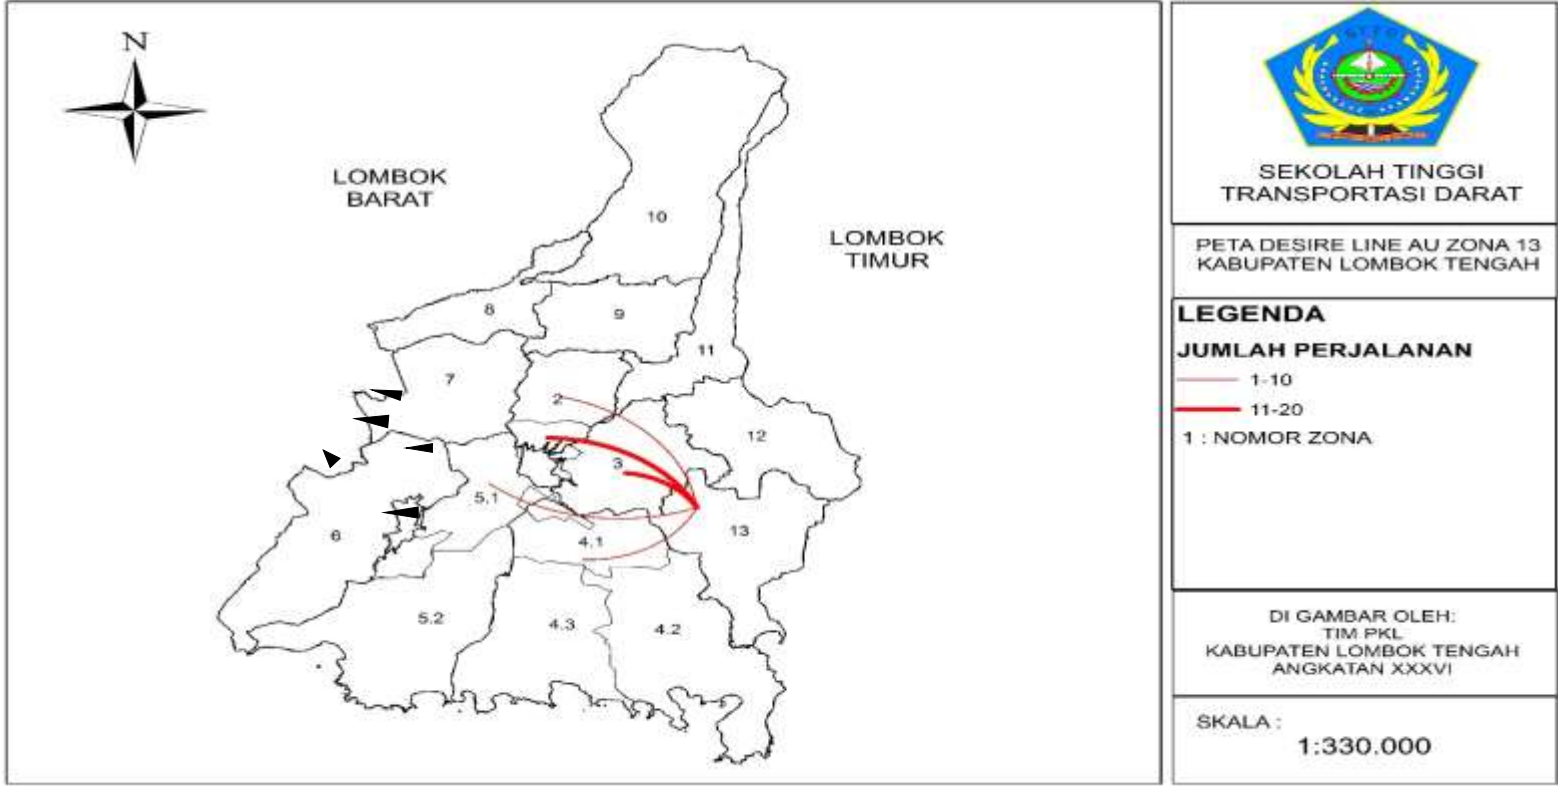 N
LOMBOK
BARAT
LOMBOK
TIMUR
10
8
9
11
7
2
12
3
5.1
13
6
4.1
5.2
4.3
4.2
SEKOLAH TINGGI
TRANSPORTASI DARAT
PETA DESIRE LINE AU ZONA 13
KABUPATEN LOMBOK TENGAH
LEGENDA
JUMLAH PERJALANAN
1-10
11-20
1 : NOMOR ZONA
DI GAMBAR OLEH:
TIM PKL
KABUPATEN LOMBOK TENGAH
ANGKATAN XXXVI
SKALA :
1:330.000